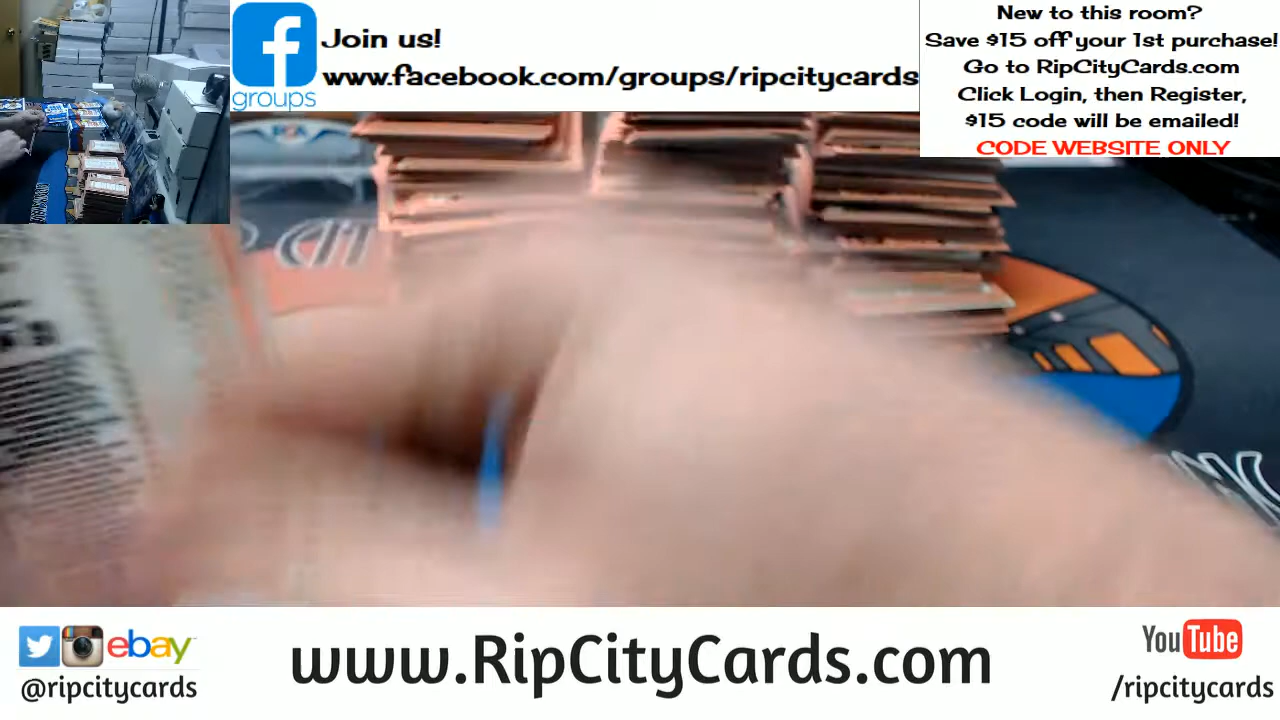 Join us!
www.facebook.com/groups/ripcitycards
groups
New to this room?
Save $15 off your 1st purchase!
Go to RipCityCards.com
Click Login, then Register,
$15 code will be emailed!
CODE WEBSITE ONLY
ebay
@ripcitycards
www.RipCityCards.com
YouTube
/ripcitycards